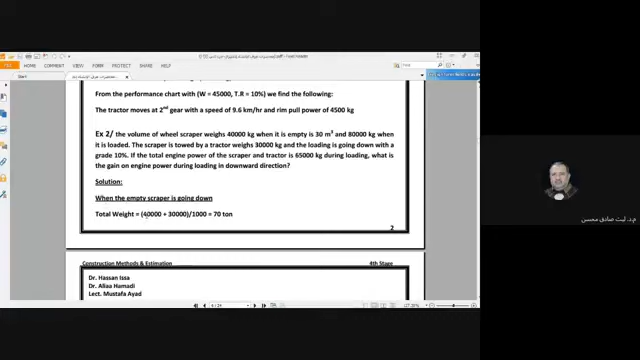 COMMENT VIEW FORM PROTECT SHARE HELP
Find
Start
From the performance chart with (W = 45000, T.R = 10%) we find the following:
The tractor moves at 2nd gear with a speed of 9.6 km/hr and rim pull power of 4500 kg
Ex 2/ the volume of wheel scraper weighs 40000 kg when it is empty is 30 m³ and 80000 kg when
it is loaded. The scraper is towed by a tractor weighs 30000 kg and the loading is going down with a
grade 10%. If the total engine power of the scraper and tractor is 65000 kg during loading, what is
the gain on engine power during loading in downward direction?
Solution:
When the empty scraper is going down
Total Weight = (40000 + 30000)/1000 = 70 ton
2
Construction Methods & Estimation 4th Stage
Dr. Hassan Issa
Dr. Aliaa Hamadi
Lect. Mustafa Ayad
6 / 24
م.د. ليث صادق محسن